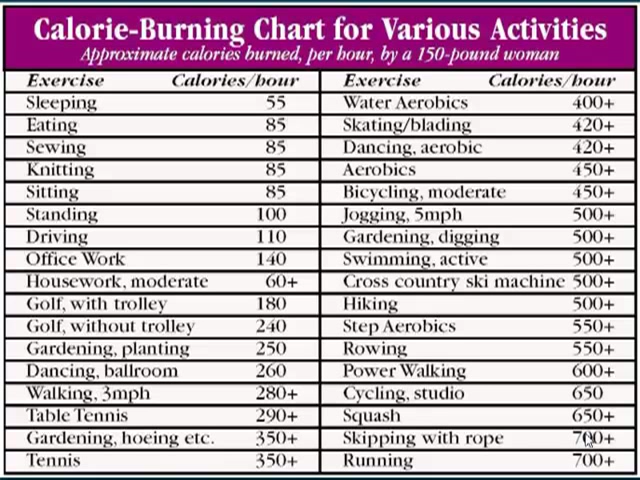 Calorie-Burning Chart for Various Activities
Approximate calories burned, per hour, by a 150-pound woman
Exercise Calories/hour Exercise Calories/hour
Sleeping 55 Water Aerobics 400+
Eating 85 Skating/blading 420+
Sewing 85 Dancing, aerobic 420+
Knitting 85 Aerobics 450+
Sitting 85 Bicycling, moderate 450+
Standing 100 Jogging, 5mph 500+
Driving 110 Gardening, digging 500+
Office Work 140 Swimming, active 500+
Housework, moderate 60+ Cross country ski machine 500+
Golf, with trolley 180 Hiking 500+
Golf, without trolley 240 Step Aerobics 550+
Gardening, planting 250 Rowing 550+
Dancing, ballroom 260 Power Walking 600+
Walking, 3mph 280+ Cycling, studio 650
Table Tennis 290+ Squash 650+
Gardening, hoeing etc. 350+ Skipping with rope 700+
Tennis 350+ Running 700+